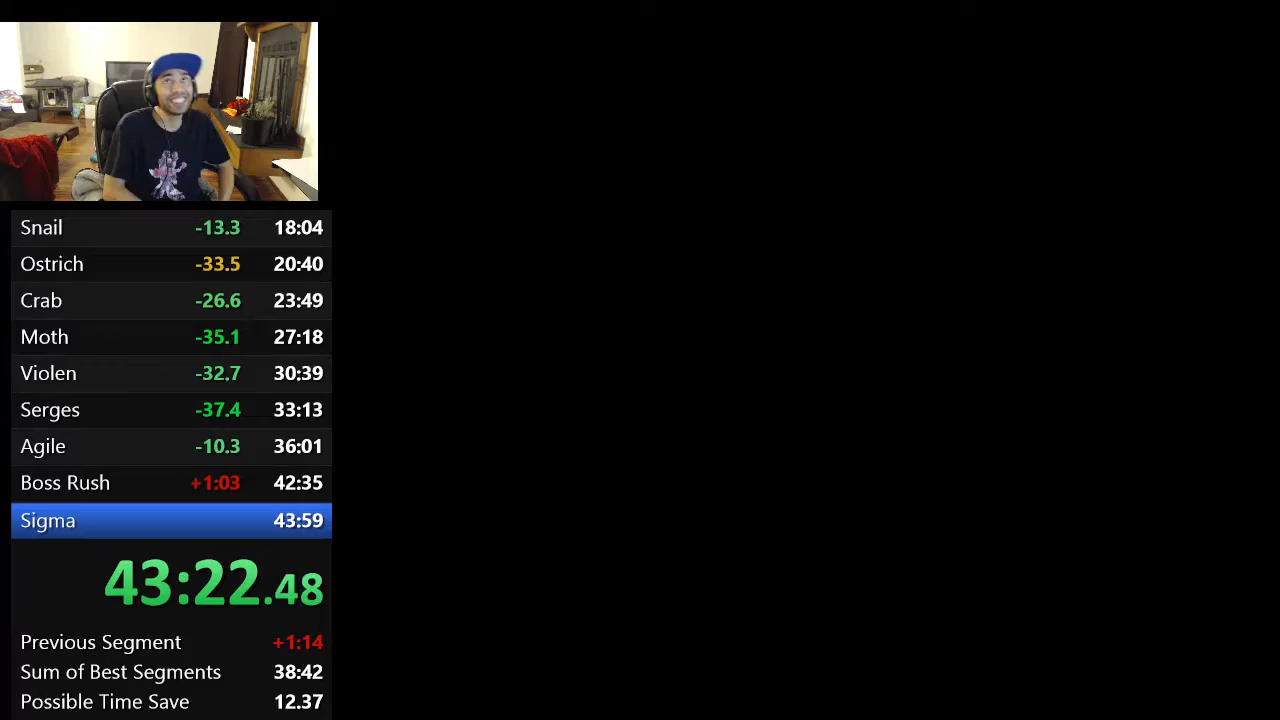 Snail -13.3 18:04
Ostrich -33.5 20:40
Crab -26.6 23:49
Moth -35.1 27:18
Violen -32.7 30:39
Serges -37.4 33:13
Agile -10.3 36:01
Boss Rush +1:03 42:35
Sigma 43:59
43:22.48
Previous Segment +1:14
Sum of Best Segments 38:42
Possible Time Save 12.37